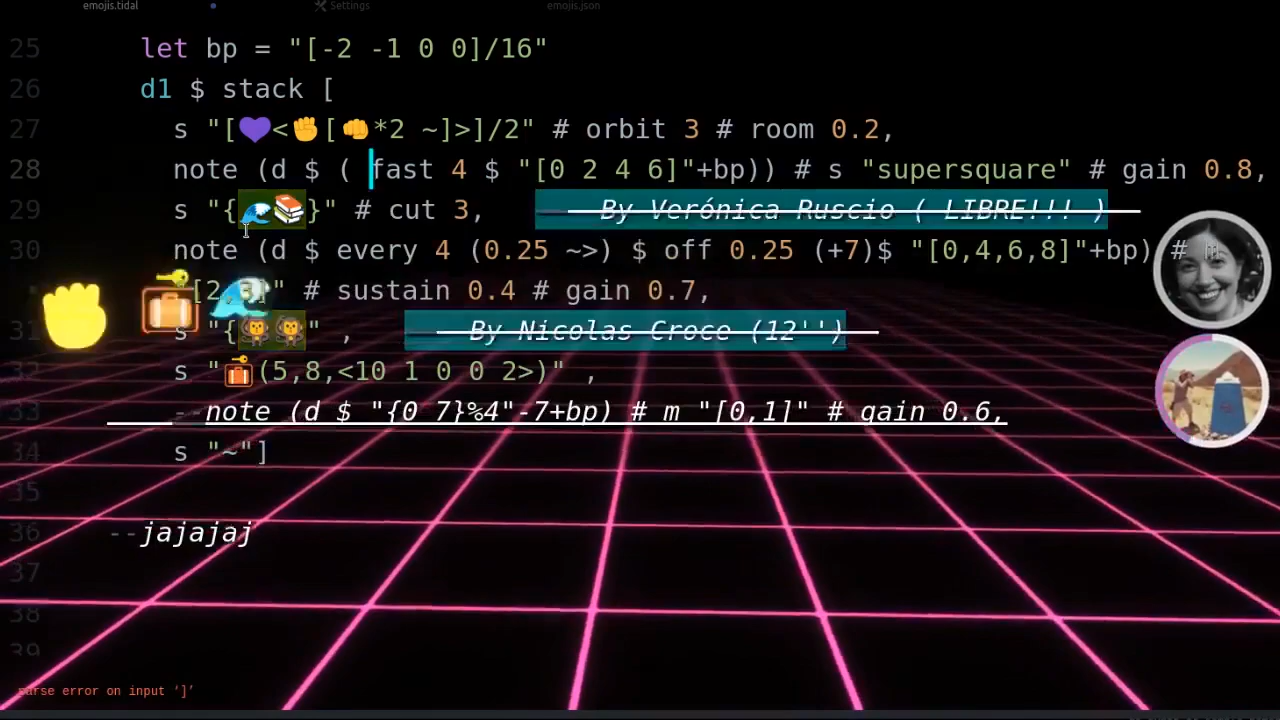 emojis.tidal Settings emojis.json
25 let bp = "[-2 -1 0 0]/16"
26 d1 $ stack [
27 s "[💜<✊[👊*2 ~]>]/2" # orbit 3 # room 0.2,
28 note (d $ ( fast 4 $ "[0 2 4 6]"+bp)) # s "supersquare" # gain 0.8,
29 s "{🌊📚}" # cut 3, By Verónica Ruscio ( LIBRE!!! )
30 note (d $ every 4 (0.25 ~>) $ off 0.25 (+7)$ "[0,4,6,8]"+bp) # m
"[2,3]" # sustain 0.4 # gain 0.7,
31 s "{🙊🙊" , By Nicolas Croce (12'')
32 s "🧳(5,8,<10 1 0 0 2>)" ,
33 --note (d $ "{0 7}%4"-7+bp) # m "[0,1]" # gain 0.6,
34 s "~"]
35
36 --jajajaj
37
38
39
parse error on input ‘]’